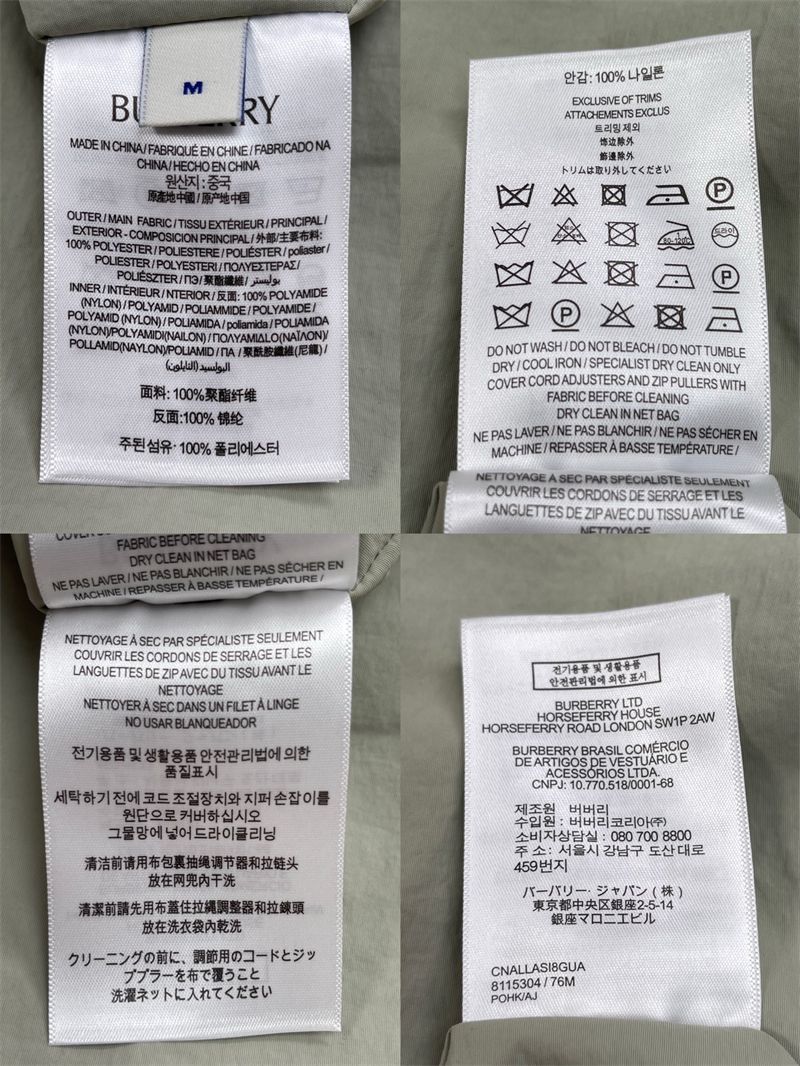 M
MADE IN CHINA / FABRIQUÉ EN CHINE / FABRICADO NA
CHINA / HECHO EN CHINA
원산지 : 중국
原產地 中國 / 原产地 中国
OUTER / MAIN FABRIC / TISSU EXTÉRIEUR / PRINCIPAL /
EXTERIOR - COMPOSICION PRINCIPAL / 外部/主要布料:
100% POLYESTER / POLIESTERE / POLIÉSTER / poliaster /
POLIESTER / POLYESTERI / ΠΟΛΥΕΣΤΕΡΑΣ /
POLIÉSZTER / ПЭ / 聚酯纖維 / بوليستر /
INNER / INTÉRIEUR / NTERIOR / 反面: 100% POLYAMIDE
(NYLON) / POLYAMID / POLIAMMIDE / POLYAMIDE /
POLYAMID (NYLON) / POLIAMIDA / poliamida / POLIAMIDA
(NYLON)/POLYAMIDI(NAILON) / ΠΟΛΥΑΜΙΔΙΟ (ΝΑΪΛΟΝ)/
POLLAMID(NAYLON)/POLIAMID / ПА / 聚酰胺纖維(尼龍) /
面料: 100%聚酯纤维
反面:100% 锦纶
주된섬유· 100% 폴리에스터
안감: 100% 나일론
EXCLUSIVE OF TRIMS
ATTACHEMENTS EXCLUS
트리밍 제외
饰边除外
飾邊除外
トリムは取り外してください
P
60-120℃ 드라이
P
P
DO NOT WASH / DO NOT BLEACH / DO NOT TUMBLE
DRY / COOL IRON / SPECIALIST DRY CLEAN ONLY
COVER CORD ADJUSTERS AND ZIP PULLERS WITH
FABRIC BEFORE CLEANING
DRY CLEAN IN NET BAG
NE PAS LAVER / NE PAS BLANCHIR / NE PAS SÉCHER EN
MACHINE / REPASSER À BASSE TEMPÉRATURE /
NETTOYAGE À SEC PAR SPÉCIALISTE SEULEMENT
COUVRIR LES CORDONS DE SERRAGE ET LES
LANGUETTES DE ZIP AVEC DU TISSU AVANT LE
NETTOYAGE
FABRIC BEFORE CLEANING
DRY CLEAN IN NET BAG
NE PAS LAVER / NE PAS BLANCHIR / NE PAS SÉCHER EN
MACHINE / REPASSER À BASSE TEMPÉRATURE /
NETTOYAGE À SEC PAR SPÉCIALISTE SEULEMENT
COUVRIR LES CORDONS DE SERRAGE ET LES
LANGUETTES DE ZIP AVEC DU TISSU AVANT LE
NETTOYAGE
NETTOYER À SEC DANS UN FILET À LINGE
NO USAR BLANQUEADOR
전기용품 및 생활용품 안전관리법에 의한
품질표시
세탁하기 전에 코드 조절장치와 지퍼 손잡이를
원단으로 커버하십시오
그물망에 넣어 드라이클리닝
清洁前请用布包裹抽绳调节器和拉链头
放在网兜內干洗
清潔前請先用布蓋住拉繩調整器和拉鍊頭
放在洗衣袋內乾洗
クリーニングの前に、調節用のコードとジッ
ププラーを布で覆うこと
洗濯ネットに入れてください
전기용품 및 생활용품
안전관리법에 의한 표시
BURBERRY LTD
HORSEFERRY HOUSE
HORSEFERRY ROAD LONDON SW1P 2AW
BURBERRY BRASIL COMÉRCIO
DE ARTIGOS DE VESTUÁRIO E
ACESSÓRIOS LTDA.
CNPJ: 10.770.518/0001-68
제조원 버버리
수입원 : 버버리코리아㈜
소비자상담실 : 080 700 8800
주 소 : 서울시 강남구 도산 대로
459번지
バーバリー・ジャパン (株)
東京都中央区銀座2-5-14
銀座マロニエビル
CNALLASI8GUA
8115304 / 76M
POHK/AJ